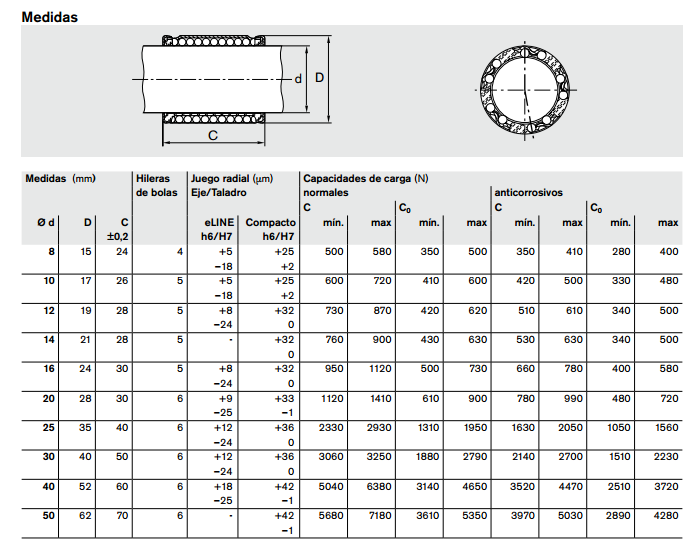 Medidas
d D
C
Medidas (mm) Hileras Juego radial (µm) Capacidades de carga (N)
de bolas Eje/Taladro normales anticorrosivos
C C₀ C C₀
Ø d D C eLINE Compacto mín. max mín. max mín. max mín. max
±0,2 h6/H7 h6/H7
8 15 24 4 +5 +25 500 580 350 500 350 410 280 400
−18 +2
10 17 26 5 +5 +25 600 720 410 600 420 500 330 480
−18 +2
12 19 28 5 +8 +32 730 870 420 620 510 610 340 500
−24 0
14 21 28 5 - +32 760 900 430 630 530 630 340 500
0
16 24 30 5 +8 +32 950 1120 500 730 660 780 400 580
−24 0
20 28 30 6 +9 +33 1120 1410 610 900 780 990 480 720
−25 −1
25 35 40 6 +12 +36 2330 2930 1310 1950 1630 2050 1050 1560
−24 0
30 40 50 6 +12 +36 3060 3250 1880 2790 2140 2700 1510 2230
−24 0
40 52 60 6 +18 +42 5040 6380 3140 4650 3520 4470 2510 3720
−25 −1
50 62 70 6 - +42 5680 7180 3610 5350 3970 5030 2890 4280
−1